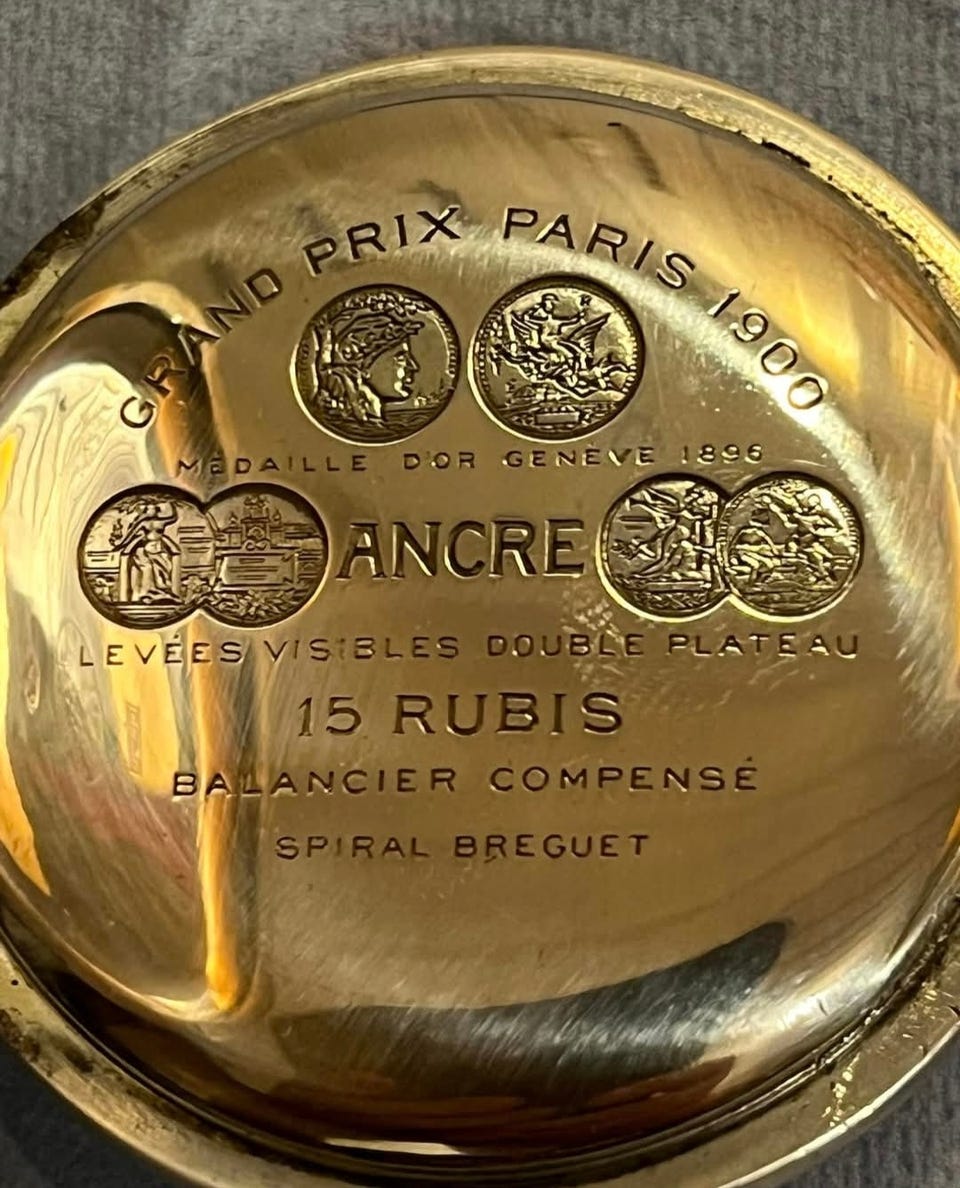 GRAND PRIX PARIS 1900
MÉDAILLE D'OR GENÈVE 1896
ANCRE
LEVÉES VISIBLES DOUBLE PLATEAU
15 RUBIS
BALANCIER COMPENSÉ
SPIRAL BREGUET